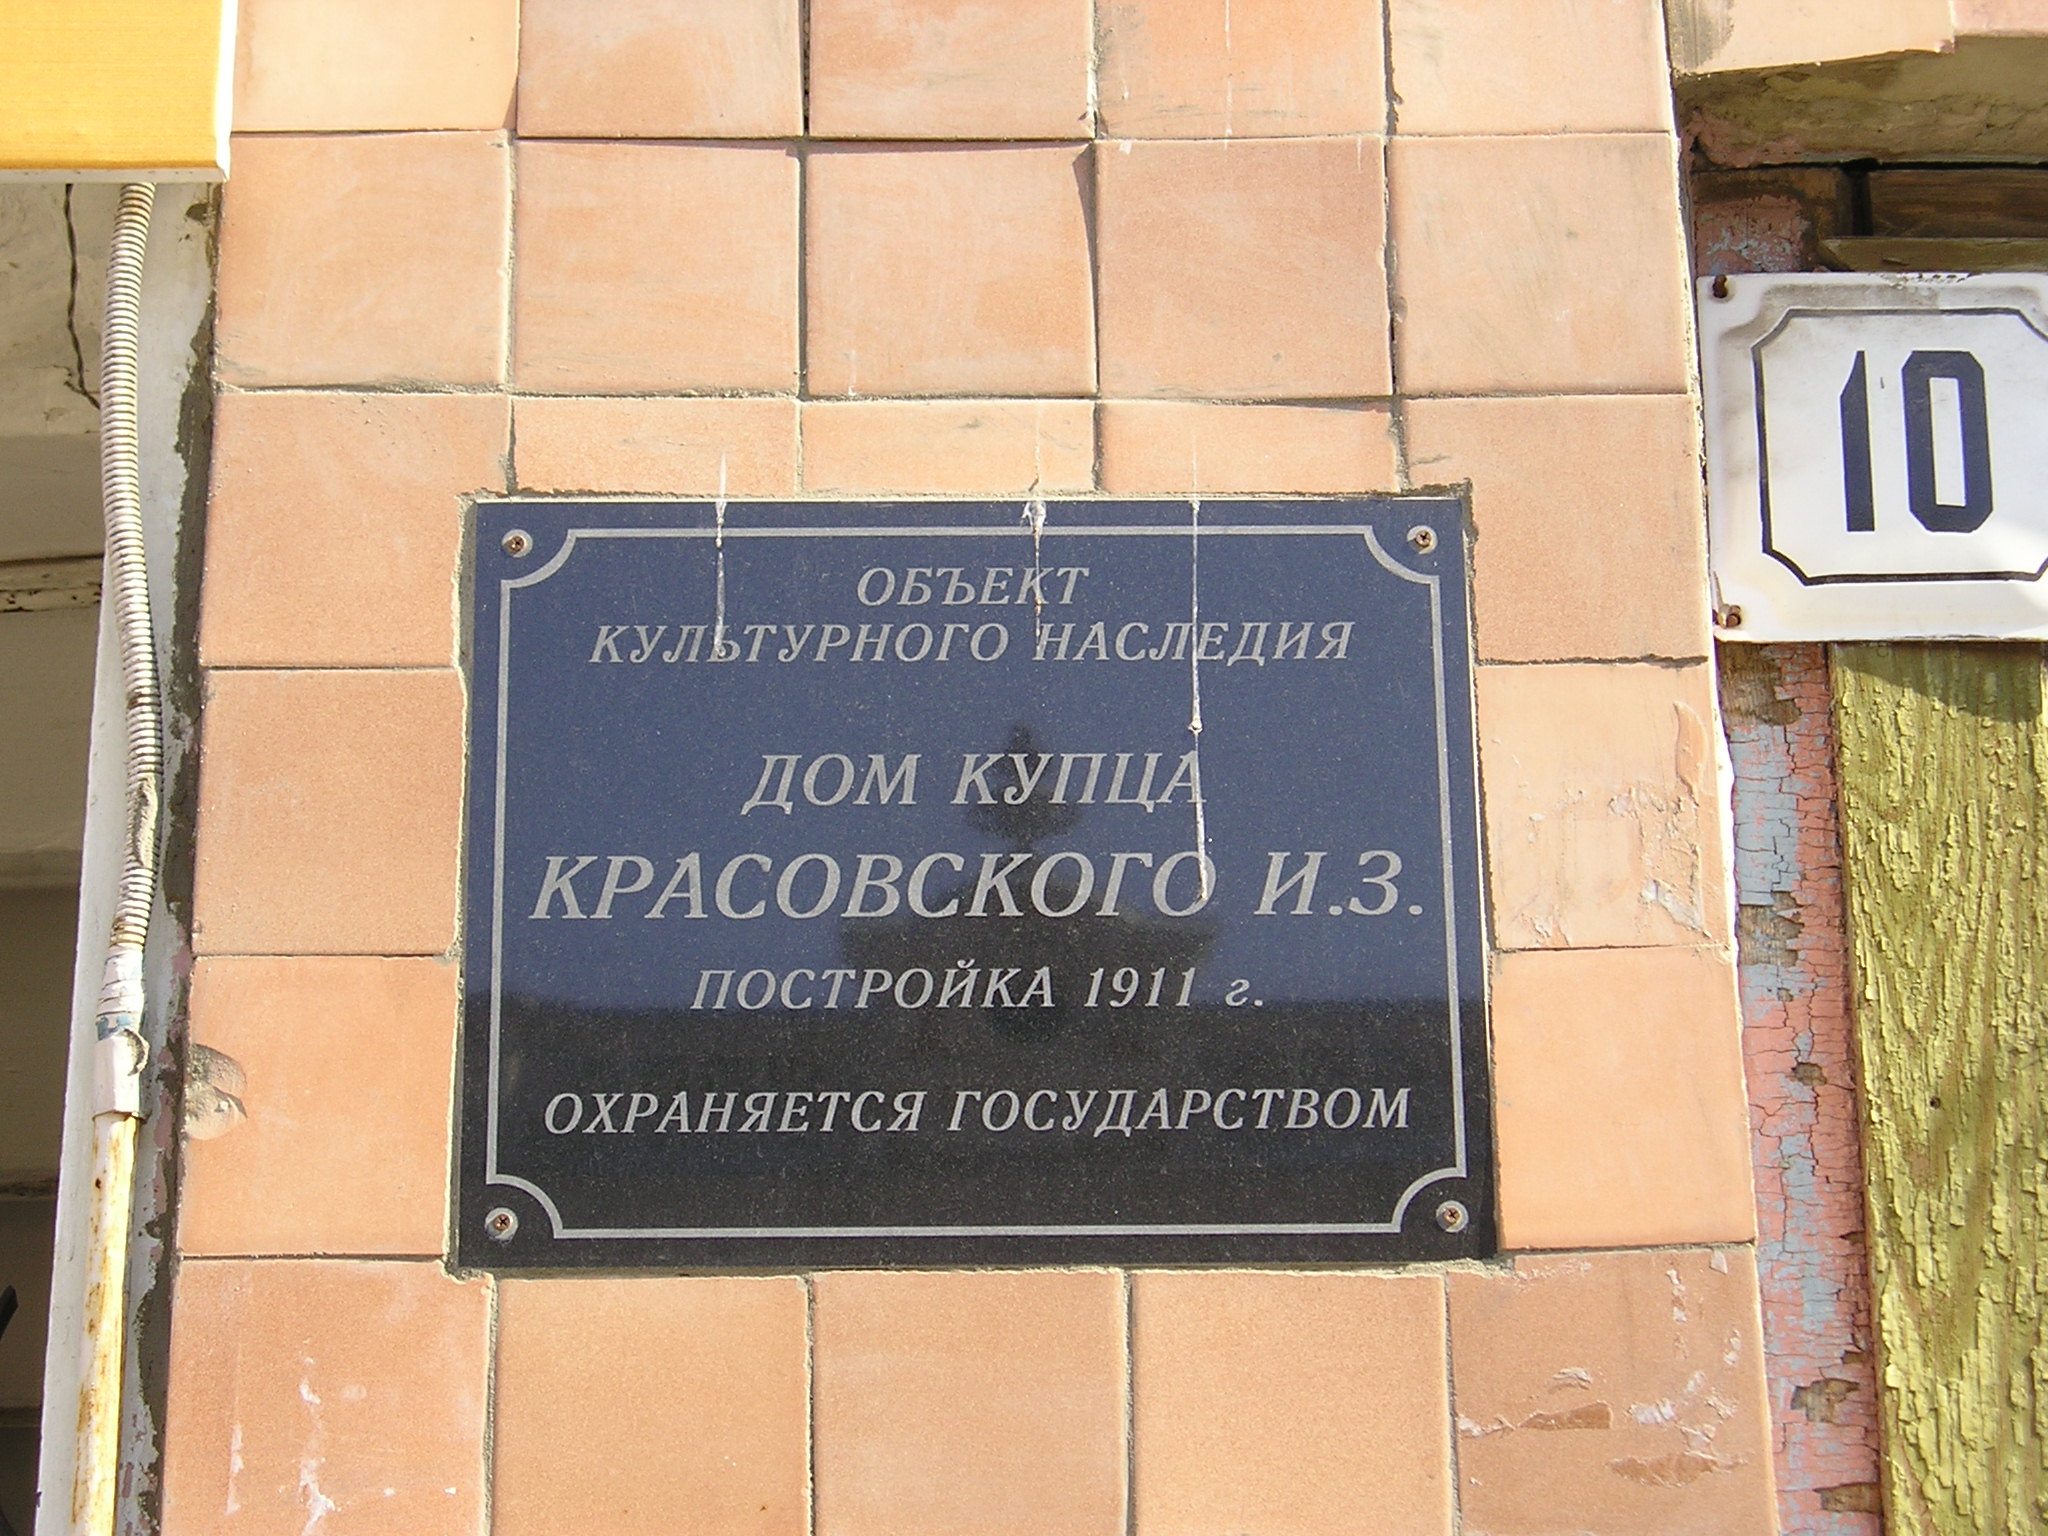 ОБЪЕКТ
КУЛЬТУРНОГО НАСЛЕДИЯ
ДОМ КУПЦА
КРАСОВСКОГО И.З.
ПОСТРОЙКА 1911 г.
ОХРАНЯЕТСЯ ГОСУДАРСТВОМ
10